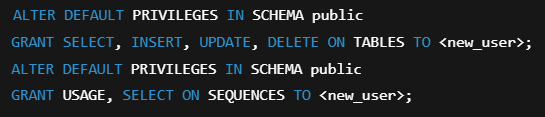 ALTER DEFAULT PRIVILEGES IN SCHEMA public
GRANT SELECT, INSERT, UPDATE, DELETE ON TABLES TO <new_user>;
ALTER DEFAULT PRIVILEGES IN SCHEMA public
GRANT USAGE, SELECT ON SEQUENCES TO <new_user>;